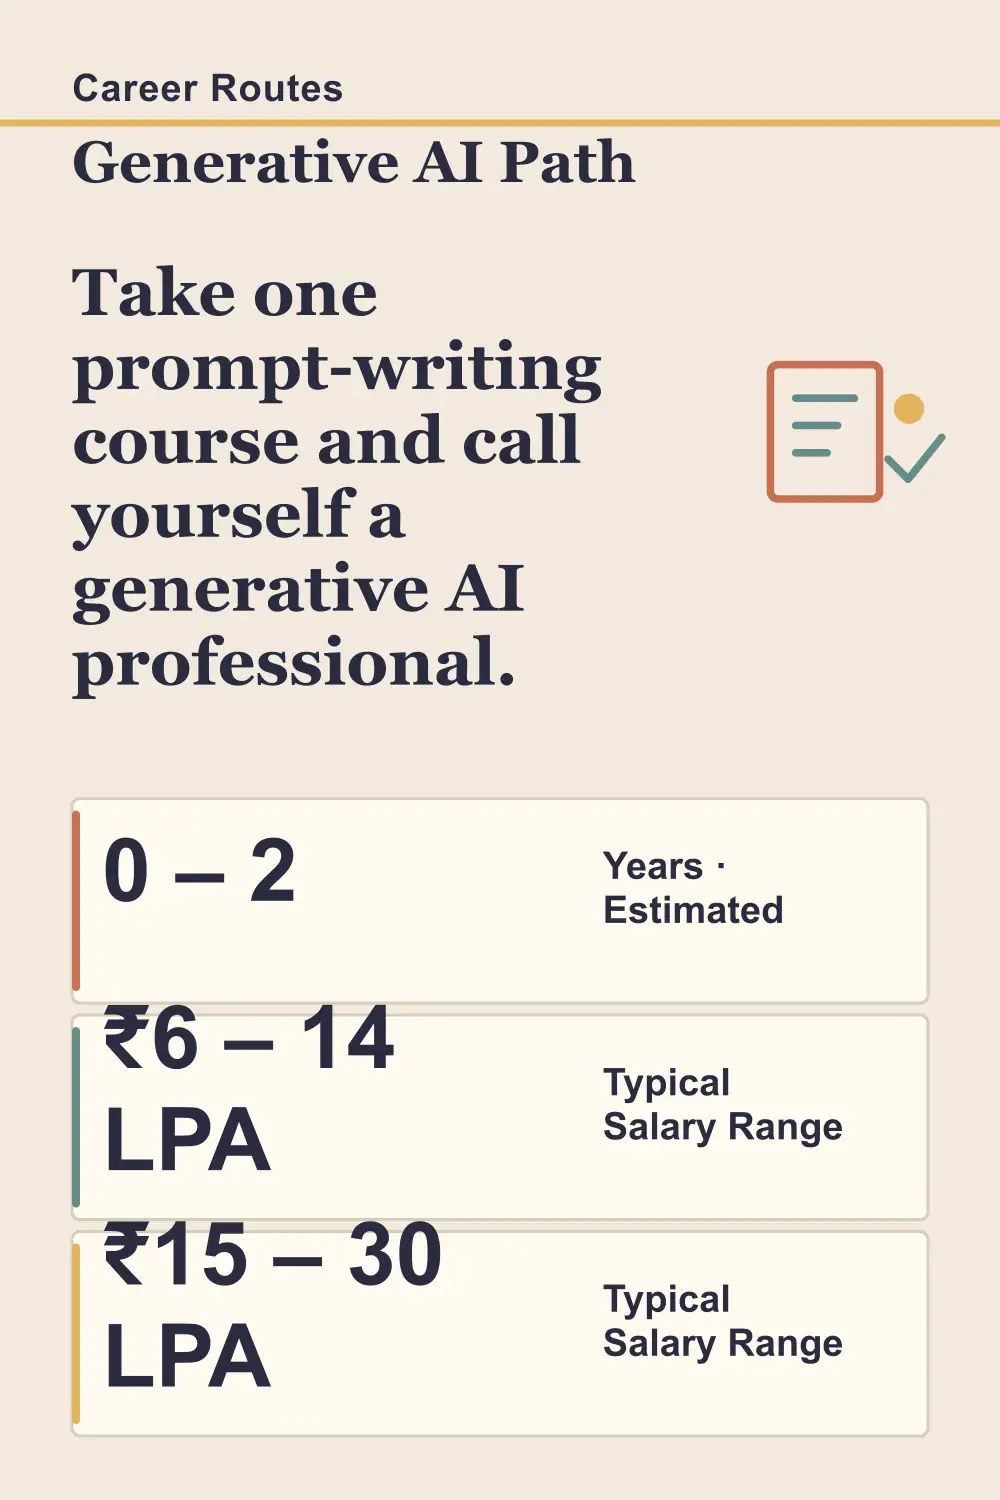 Career Routes
Generative AI Path
Take one
prompt-writing
course and call
yourself a
generative AI
professional.
0 – 2
Years ·
Estimated
₹6 – 14
LPA
Typical
Salary Range
₹15 – 30
LPA
Typical
Salary Range